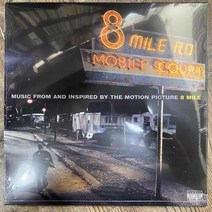 8 MILE RD
MOBILE COURT
MUSIC FROM AND INSPIRED BY THE MOTION PICTURE 8 MILE